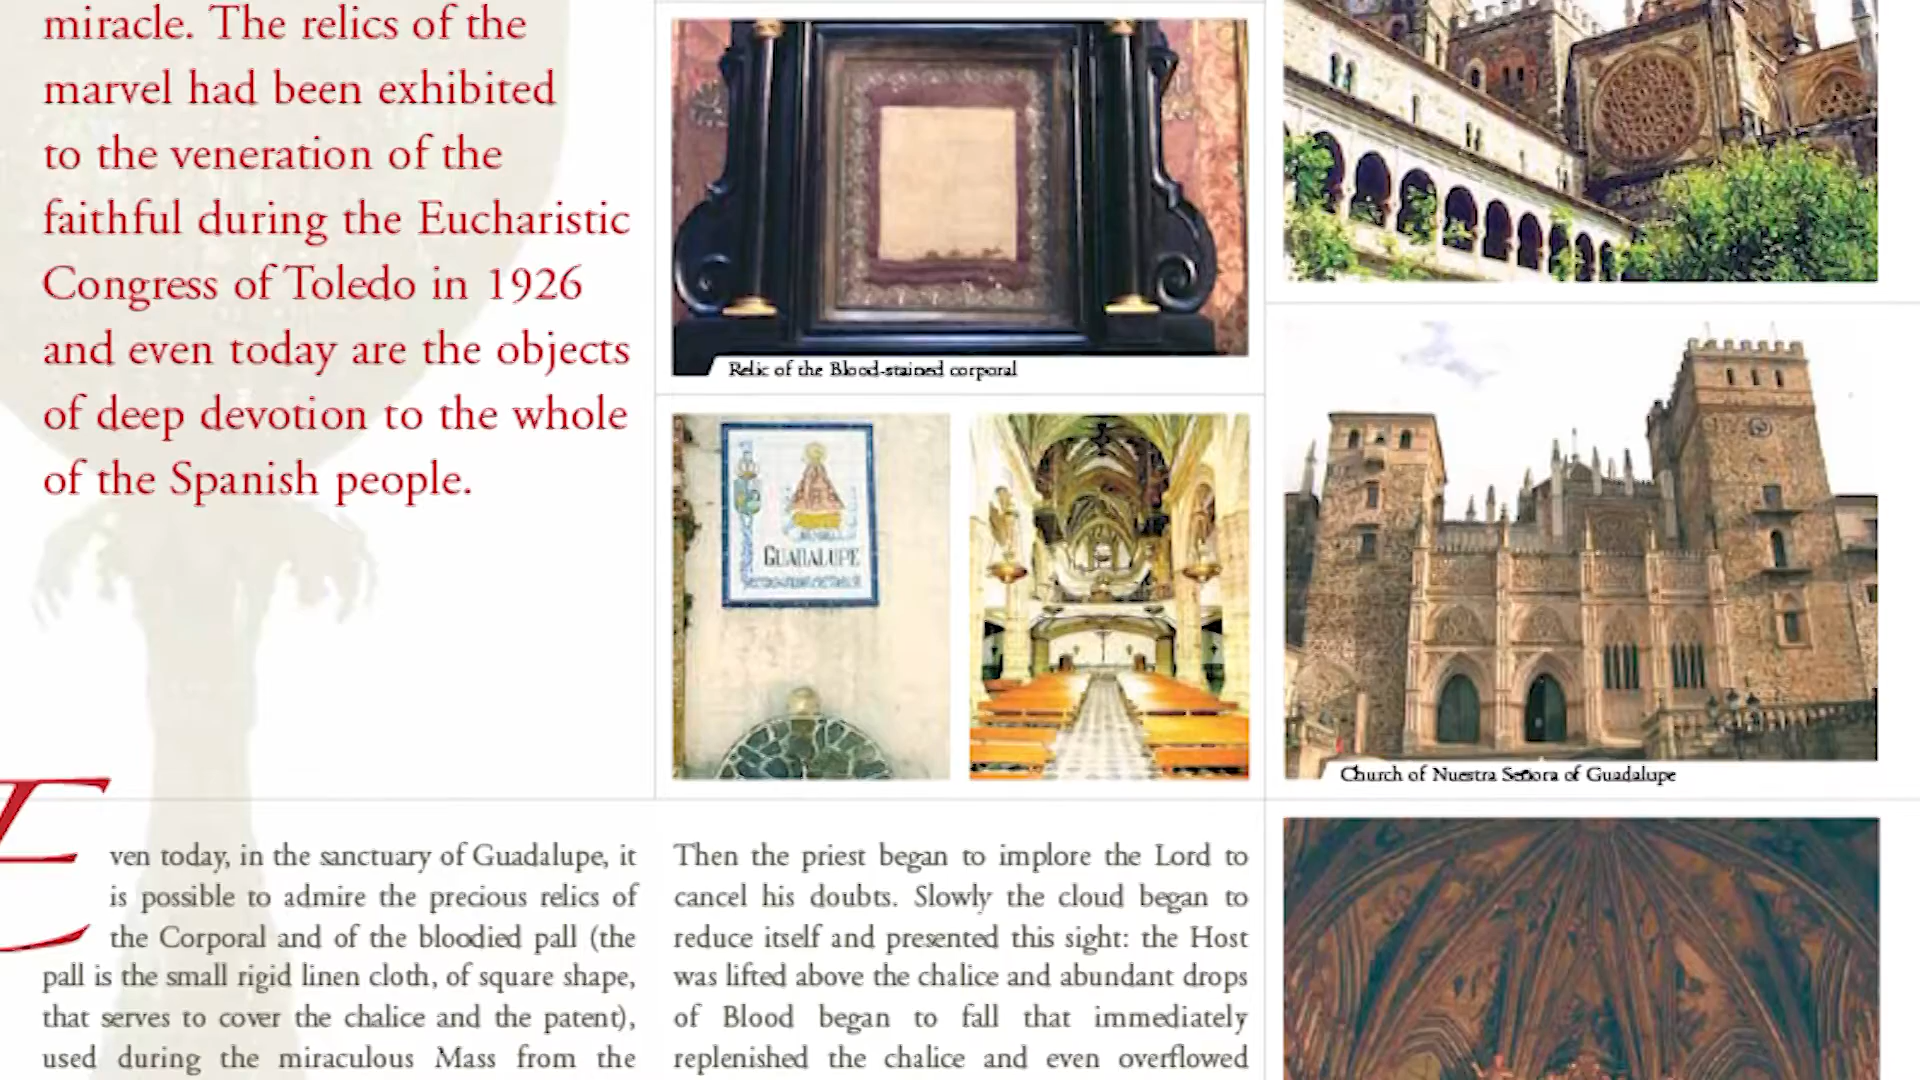 miracle. The relics of the
marvel had been exhibited
to the veneration of the
faithful during the Eucharistic
Congress of Toledo in 1926
and even today are the objects
of deep devotion to the whole
of the Spanish people.
Relic of the Blood-stained corporal
GUADALUPE
Church of Nuestra Señora of Guadalupe
Even today, in the sanctuary of Guadalupe, it
is possible to admire the precious relics of
the Corporal and of the bloodied pall (the
pall is the small rigid linen cloth, of square shape,
that serves to cover the chalice and the patent),
used during the miraculous Mass from the
Then the priest began to implore the Lord to
cancel his doubts. Slowly the cloud began to
reduce itself and presented this sight: the Host
was lifted above the chalice and abundant drops
of Blood began to fall that immediately
replenished the chalice and even overflowed